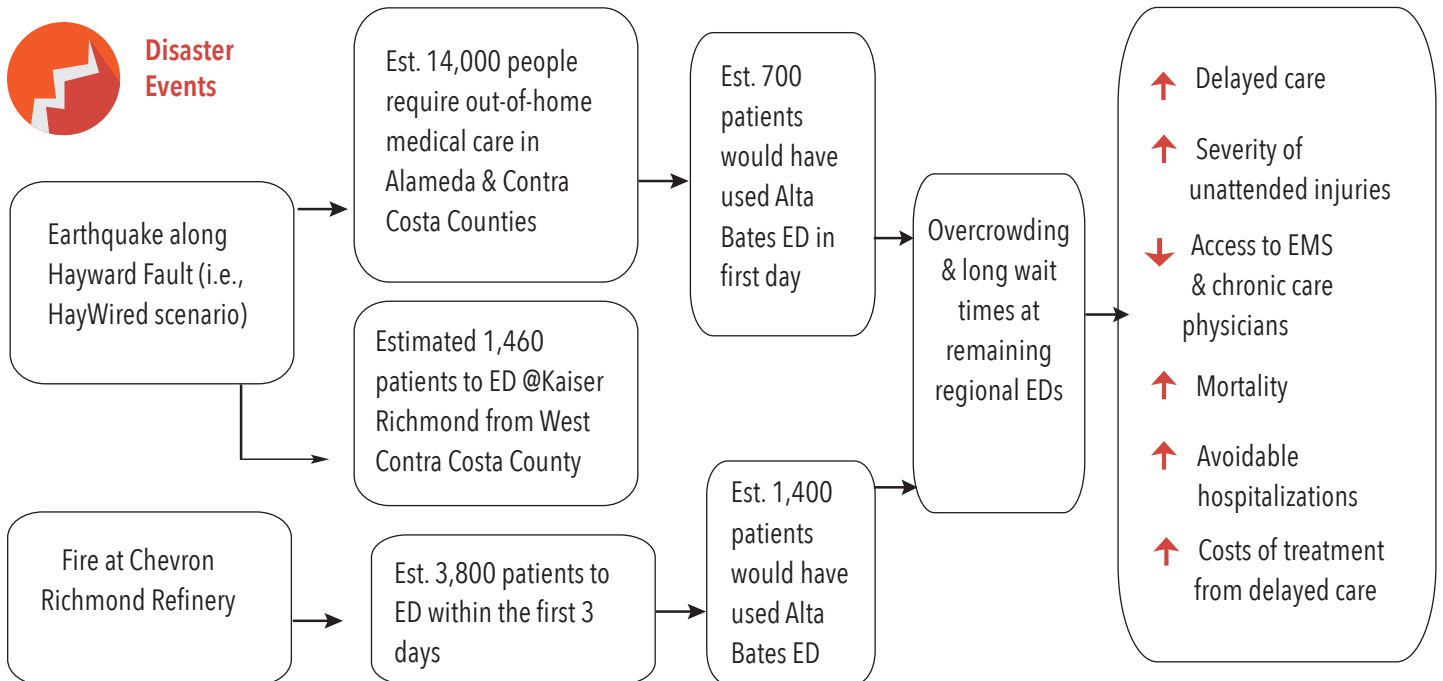 Disaster
Events
Earthquake along
Hayward Fault (i.e.,
HayWired scenario)
Est. 14,000 people
require out-of-home
medical care in
Alameda & Contra
Costa Counties
Est. 700
patients
would have
used Alta
Bates ED in
first day
Estimated 1,460
patients to ED @Kaiser
Richmond from West
Contra Costa County
Fire at Chevron
Richmond Refinery
Est. 3,800 patients to
ED within the first 3
days
Est. 1,400
patients
would have
used Alta
Bates ED
Overcrowding
& long wait
times at
remaining
regional EDs
Delayed care
Severity of
unattended injuries
Access to EMS
& chronic care
physicians
Mortality
Avoidable
hospitalizations
Costs of treatment
from delayed care